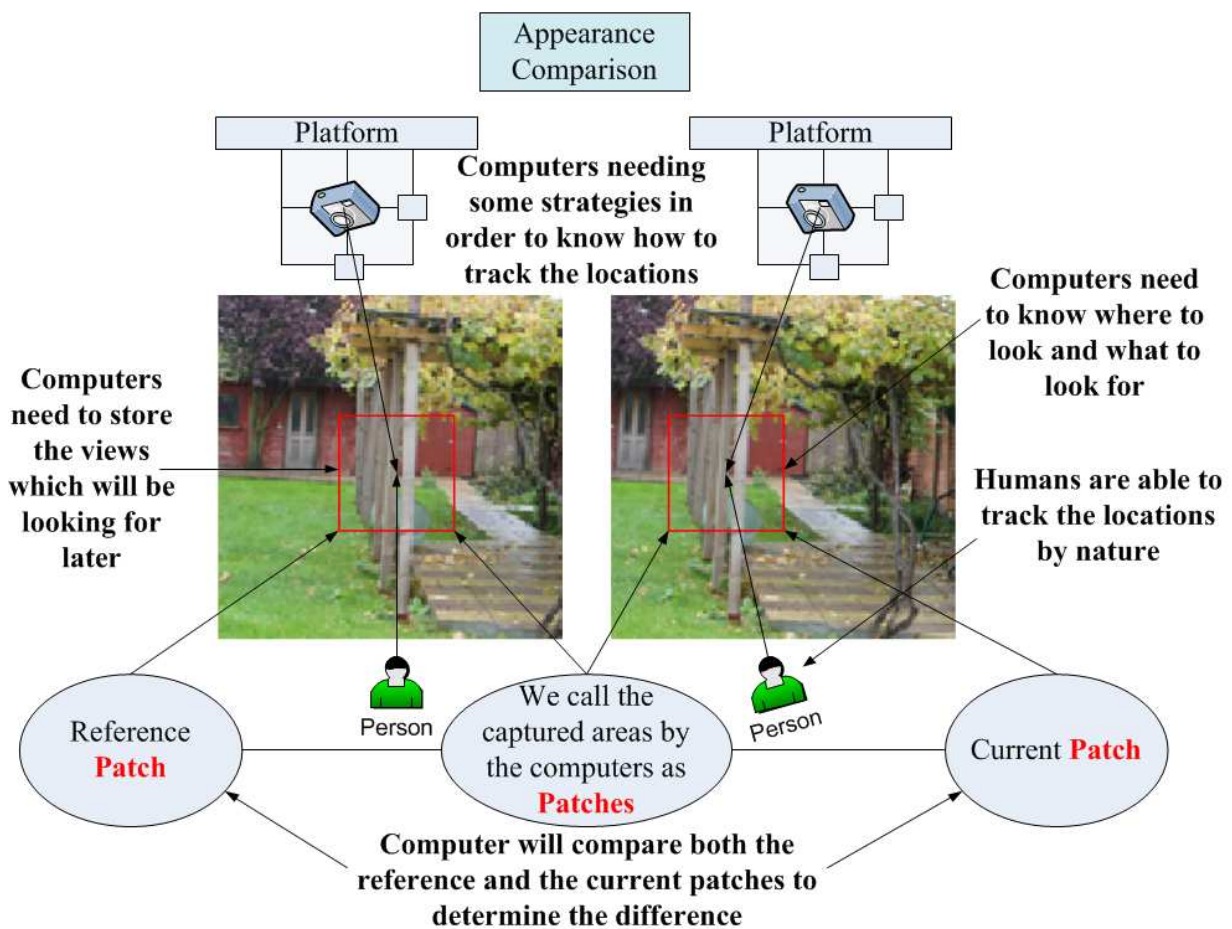 Appearance
Comparison
Platform
Platform
Computers needing
some strategies in
order to know how to
track the locations
Computers need
to know where to
look and what to
look for
Computers
need to store
the views
which will be
looking for
later
Humans are able to
track the locations
by nature
Person
Person
Reference
Patch
We call the
captured areas by
the computers as
Patches
Current Patch
Computer will compare both the
reference and the current patches to
determine the difference